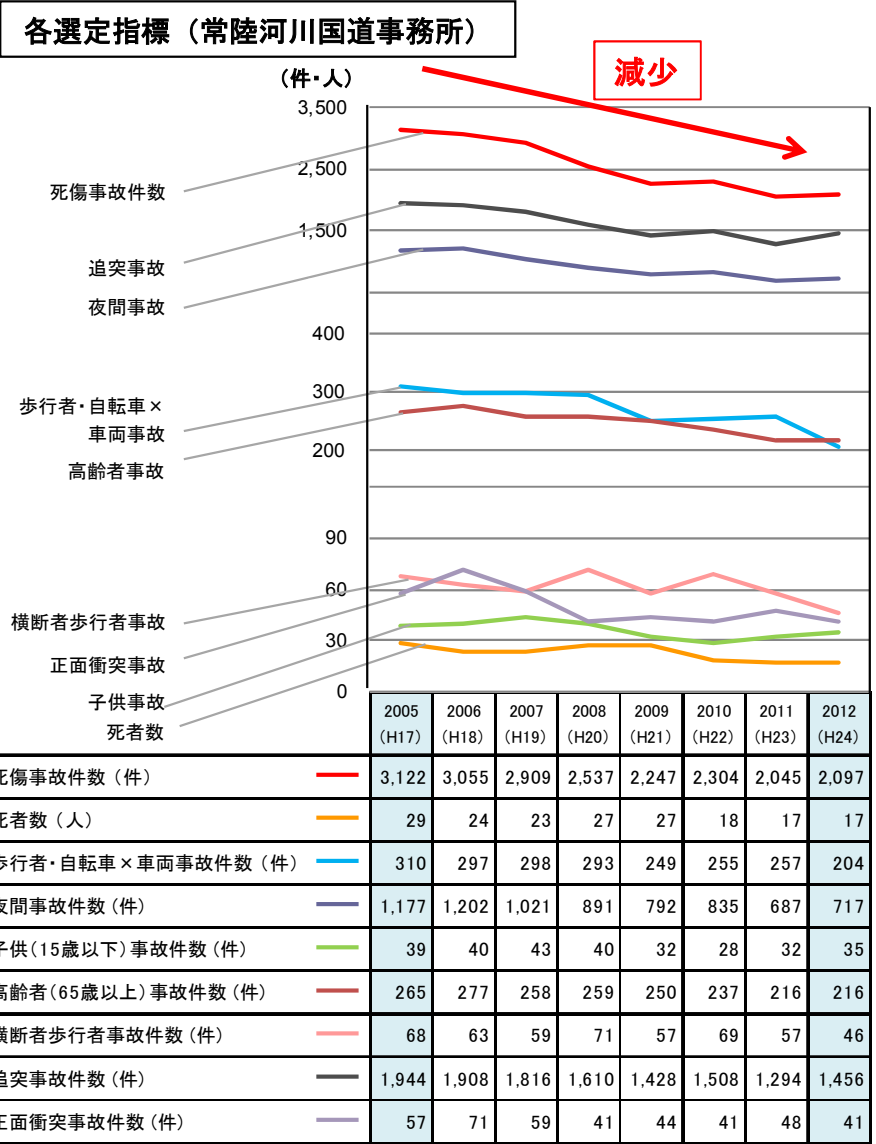 各選定指標（常陸河川国道事務所）
減少
（件・人）
3,500
2,500
1,500
400
300
200
90
60
30
0
死傷事故件数
追突事故
夜間事故
歩行者・自転車×
車両事故
高齢者事故
横断者歩行者事故
正面衝突事故
子供事故
死者数
2005 2006 2007 2008 2009 2010 2011 2012
（H17） （H18） （H19） （H20） （H21） （H22） （H23） （H24）
死傷事故件数（件） 3,122 3,055 2,909 2,537 2,247 2,304 2,045 2,097
死者数（人） 29 24 23 27 27 18 17 17
歩行者・自転車×車両事故件数（件） 310 297 298 293 249 255 257 204
夜間事故件数（件） 1,177 1,202 1,021 891 792 835 687 717
子供（15歳以下）事故件数（件） 39 40 43 40 32 28 32 35
高齢者（65歳以上）事故件数（件） 265 277 258 259 250 237 216 216
横断者歩行者事故件数（件） 68 63 59 71 57 69 57 46
追突事故件数（件） 1,944 1,908 1,816 1,610 1,428 1,508 1,294 1,456
正面衝突事故件数（件） 57 71 59 41 44 41 48 41